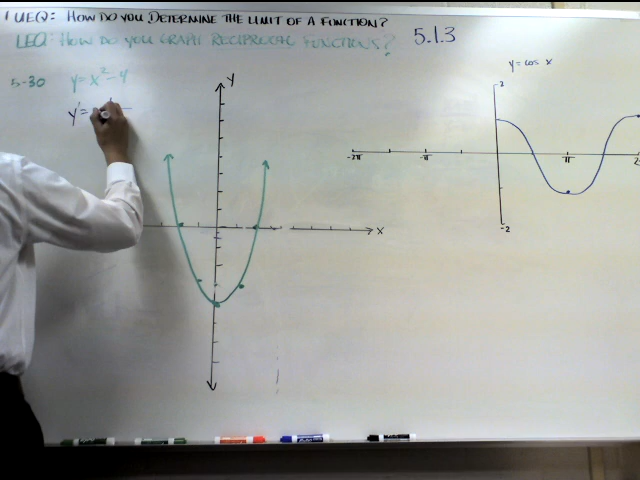 UEQ: HOW DO YOU DETERMINE THE LIMIT OF A FUNCTION?
LEQ: HOW DO YOU GRAPH RECIPROCAL FUNCTIONS? 5.1.3
5-30 y = x² - 4
y =
y
x
y = cos x
2
-2π
-π
π
2
-2